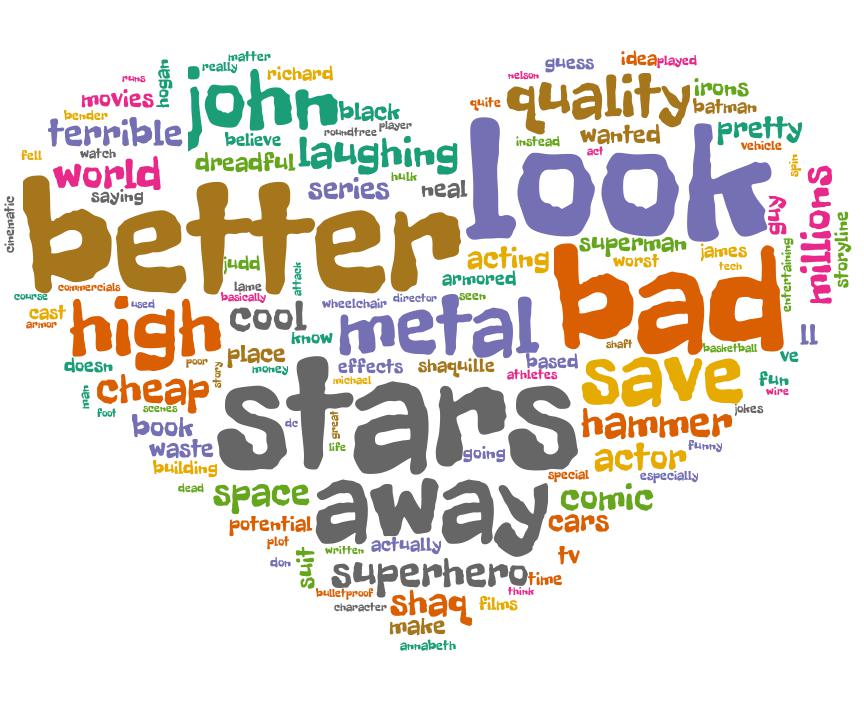 matter
really
richard
runs
hogan
movies
bender
john
black
guess
idea
played
nelson
quite
quality
irons
batman
terrible
roundtree
player
believe
instead
wanted
pretty
vehicle
act
fell
watch
dreadful
laughing
look
spin
world
hulk
saying
series
neal
millions
guy
cinematic
better
superman
storyline
judd
acting
worst
james
tech
entertaining
attack
armored
bad
commercials
lame
course
basically
used
wheelchair
director
seen
cast
armor
high
cool
know
metal
ll
shaft
basketball
ve
doesn
poor
story
place
money
effects
shaquille
based
athletes
save
fun
wire
man
cheap
michael
stars
foot
scenes
dc
great
life
hammer
jokes
book
waste
going
actor
funny
building
special
especially
dead
space
away
comic
potential
cars
plot
written
actually
tv
don
suit
superhero
time
bulletproof
think
character
shaq
films
make
annabeth